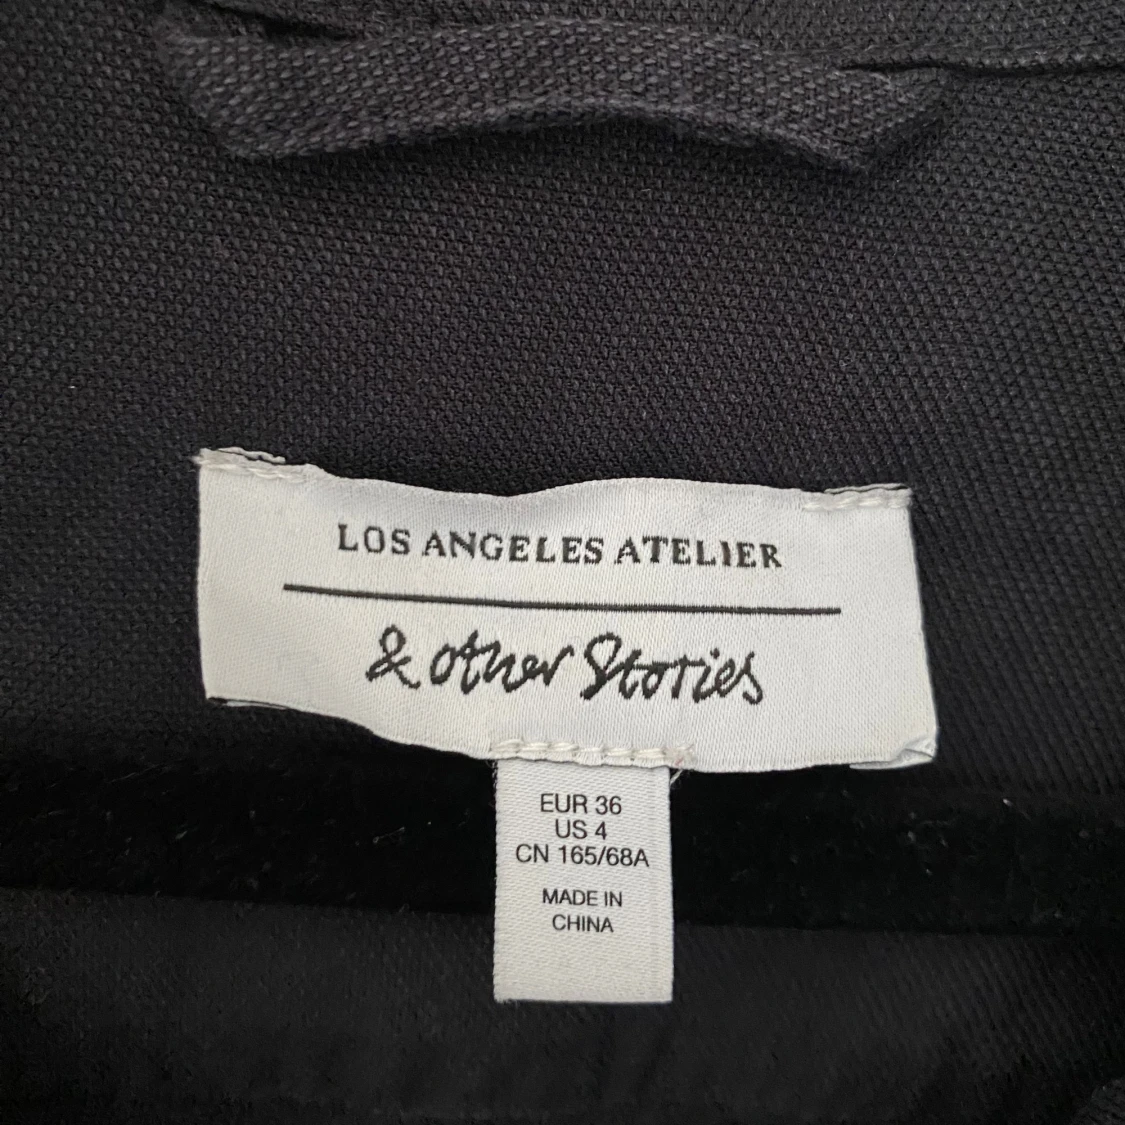 LOS ANGELES ATELIER
& other Stories
EUR 36
US 4
CN 165/68A
MADE IN
CHINA